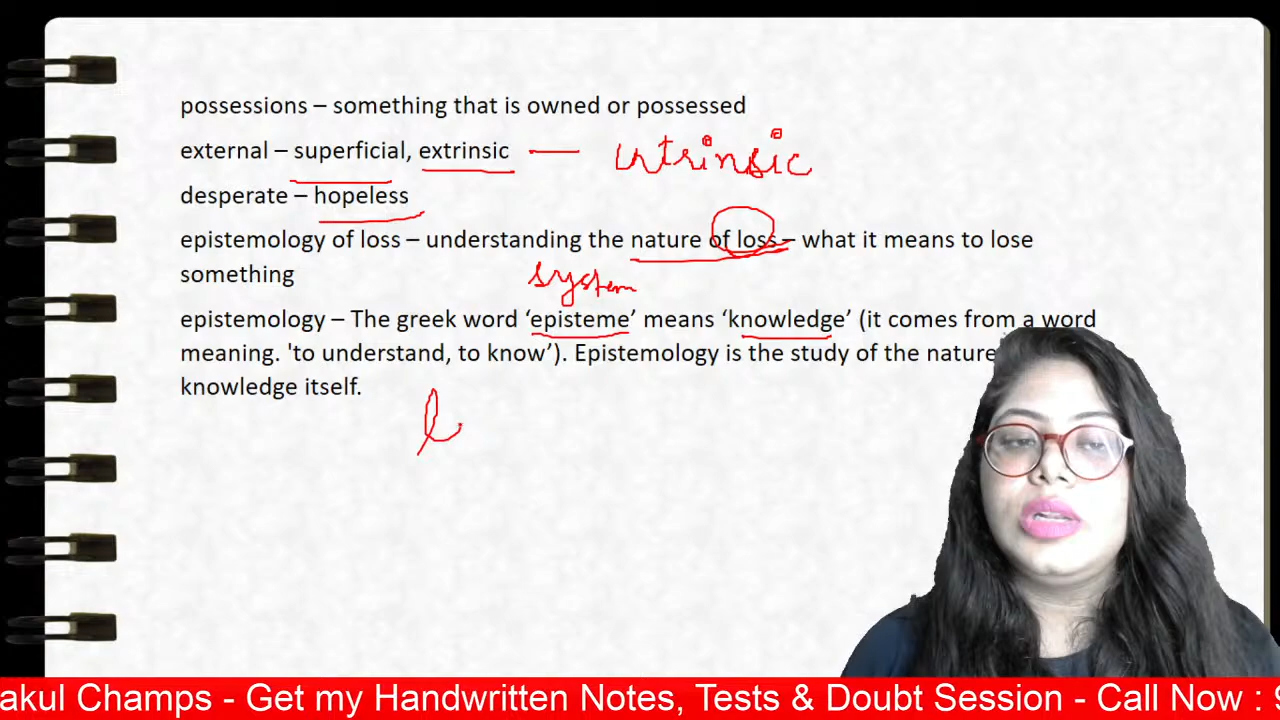 possessions – something that is owned or possessed
external – superficial, extrinsic — intrinsic
desperate – hopeless
epistemology of loss – understanding the nature of loss – what it means to lose
something
system
epistemology – The greek word ‘episteme’ means ‘knowledge’ (it comes from a word
meaning. 'to understand, to know’). Epistemology is the study of the nature
knowledge itself.
l
akul Champs - Get my Handwritten Notes, Tests & Doubt Session - Call Now : 9